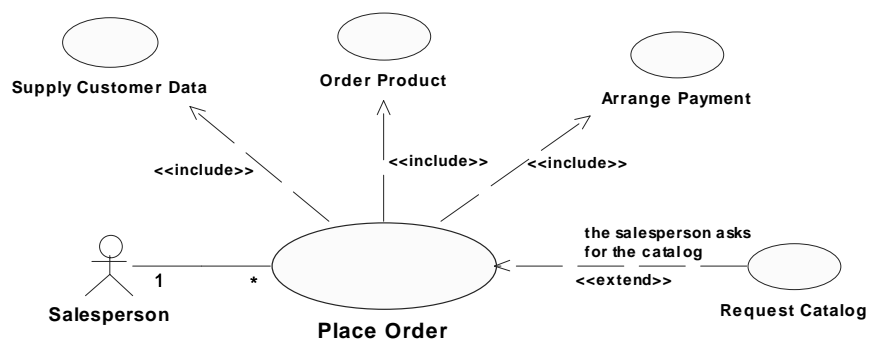 Supply Customer Data
Order Product
Arrange Payment
<<include>>
<<include>>
<<include>>
the salesperson asks
for the catalog
1
*
<<extend>>
Salesperson
Place Order
Request Catalog